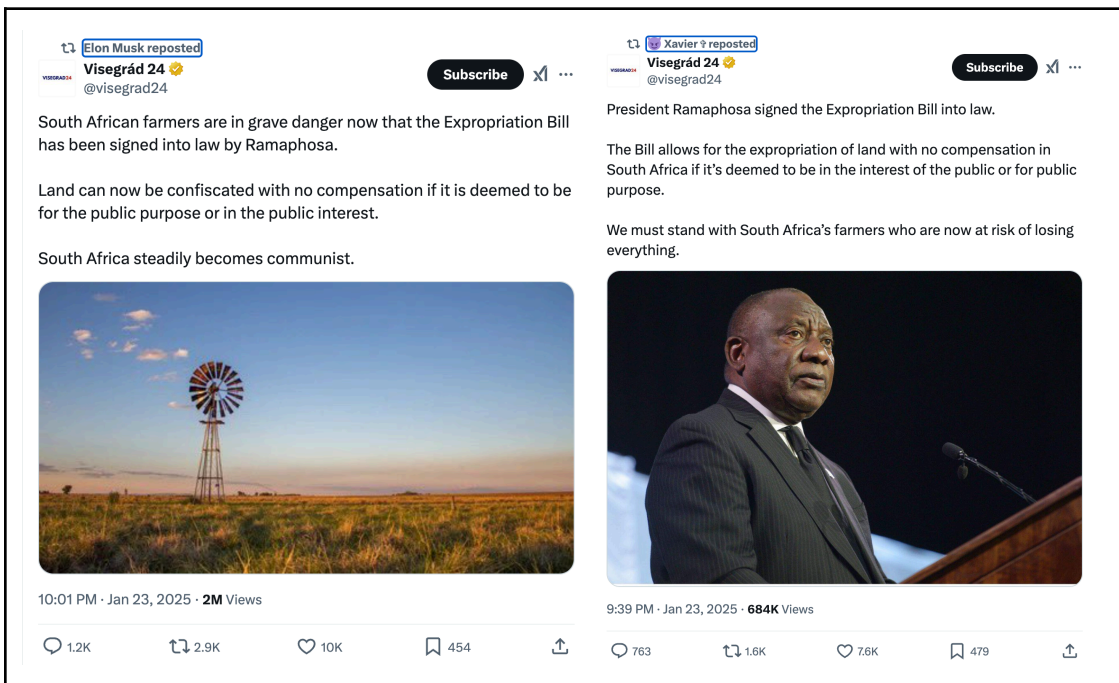 Elon Musk reposted
VISEGRAD24
Visegrád 24
@visegrad24
Subscribe
South African farmers are in grave danger now that the Expropriation Bill
has been signed into law by Ramaphosa.
Land can now be confiscated with no compensation if it is deemed to be
for the public purpose or in the public interest.
South Africa steadily becomes communist.
10:01 PM · Jan 23, 2025 · 2M Views
1.2K
2.9K
10K
454
😈 Xavier ✞ reposted
VISEGRAD24
Visegrád 24
@visegrad24
Subscribe
President Ramaphosa signed the Expropriation Bill into law.
The Bill allows for the expropriation of land with no compensation in
South Africa if it’s deemed to be in the interest of the public or for public
purpose.
We must stand with South Africa’s farmers who are now at risk of losing
everything.
9:39 PM · Jan 23, 2025 · 684K Views
763
1.6K
7.6K
479